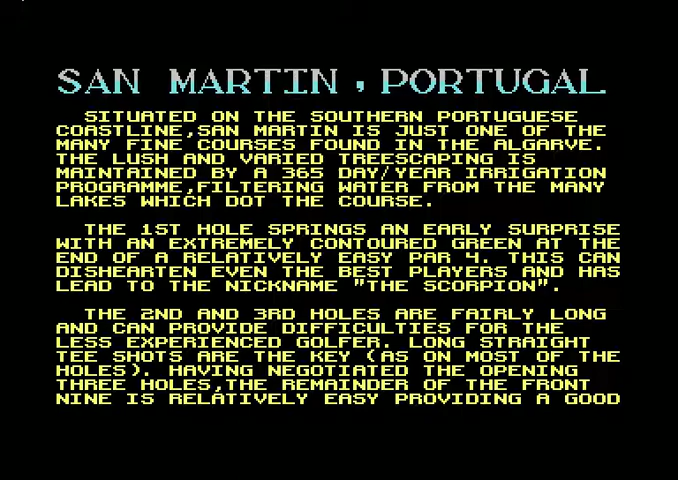 SAN MARTIN , PORTUGAL
SITUATED ON THE SOUTHERN PORTUGUESE
COASTLINE,SAN MARTIN IS JUST ONE OF THE
MANY FINE COURSES FOUND IN THE ALGARVE.
THE LUSH AND VARIED TREESCAPING IS
MAINTAINED BY A 365 DAY/YEAR IRRIGATION
PROGRAMME,FILTERING WATER FROM THE MANY
LAKES WHICH DOT THE COURSE.
THE 1ST HOLE SPRINGS AN EARLY SURPRISE
WITH AN EXTREMELY CONTOURED GREEN AT THE
END OF A RELATIVELY EASY PAR 4. THIS CAN
DISHEARTEN EVEN THE BEST PLAYERS AND HAS
LEAD TO THE NICKNAME "THE SCORPION".
THE 2ND AND 3RD HOLES ARE FAIRLY LONG
AND CAN PROVIDE DIFFICULTIES FOR THE
LESS EXPERIENCED GOLFER. LONG STRAIGHT
TEE SHOTS ARE THE KEY (AS ON MOST OF THE
HOLES). HAVING NEGOTIATED THE OPENING
THREE HOLES,THE REMAINDER OF THE FRONT
NINE IS RELATIVELY EASY PROVIDING A GOOD